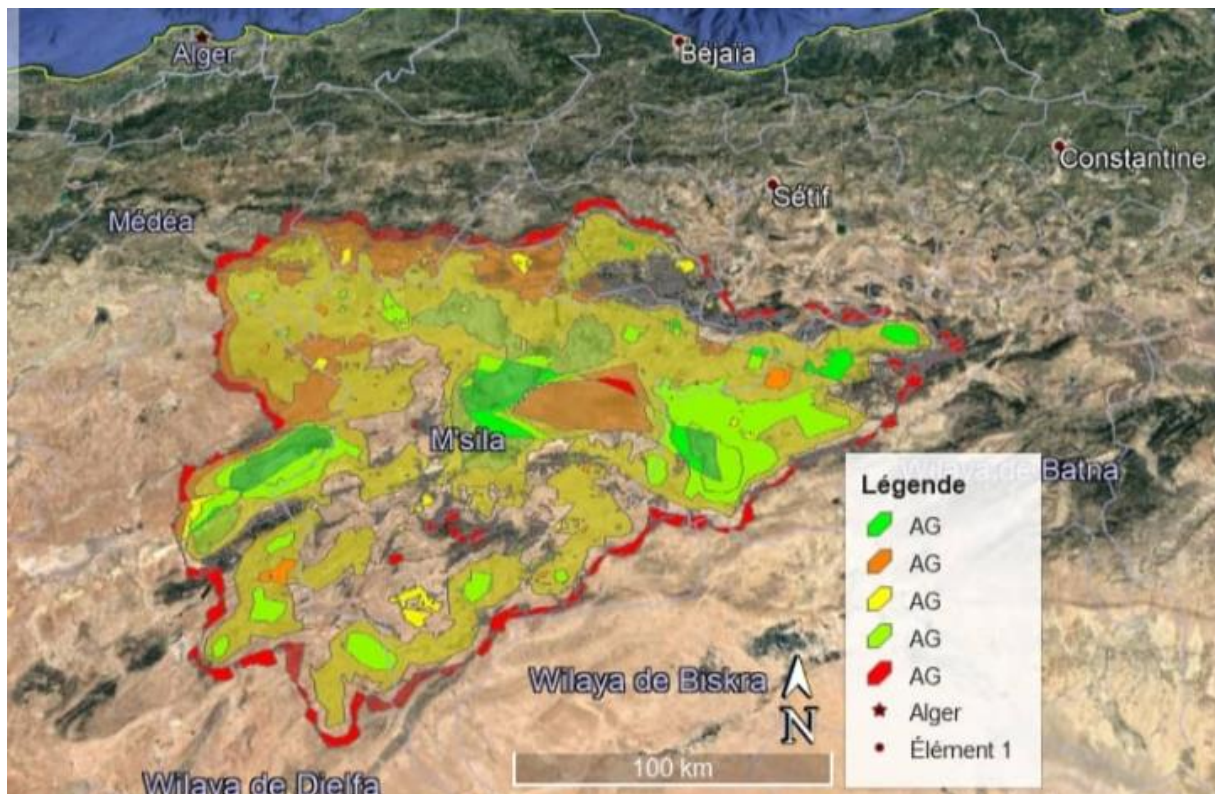 Alger
Béjaïa
Constantine
Sétif
Médéa
M'sila
Wilaya de Batna
Légende
AG
AG
AG
AG
AG
Alger
Élément 1
Wilaya de Biskra
N
100 km
Wilaya de Djelfa